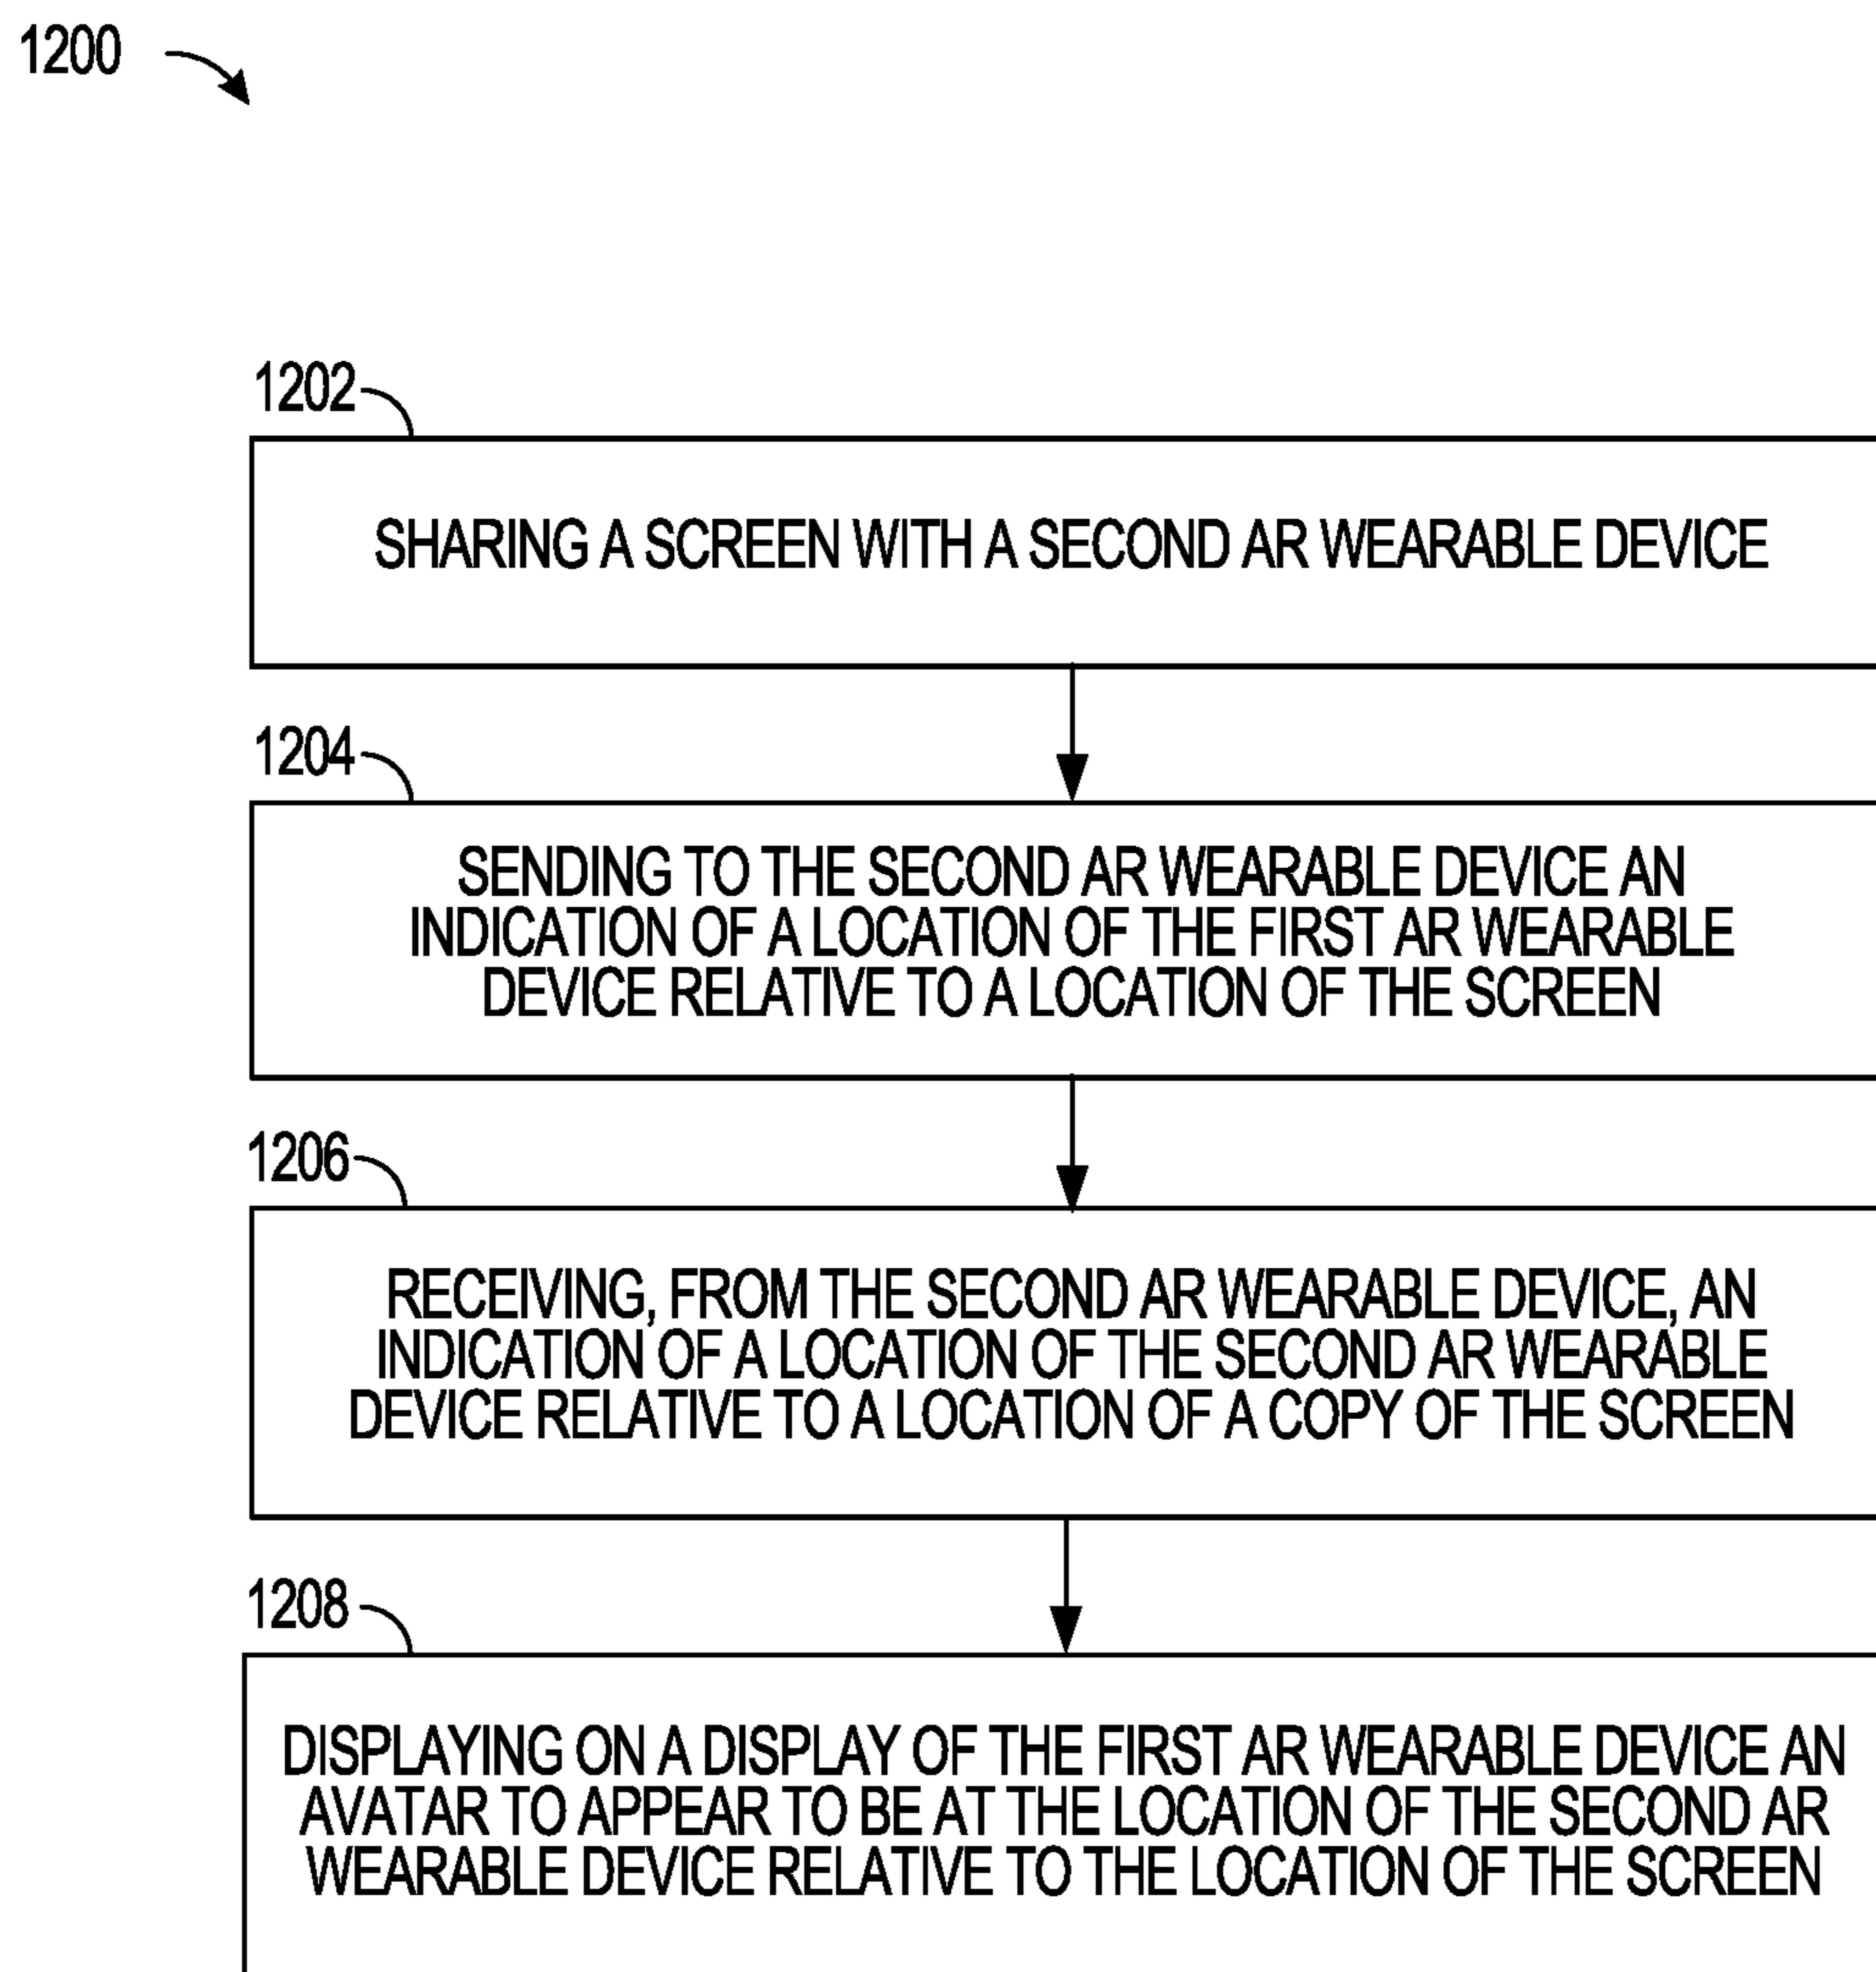 1200
1202
SHARING A SCREEN WITH A SECOND AR WEARABLE DEVICE
1204
SENDING TO THE SECOND AR WEARABLE DEVICE AN
INDICATION OF A LOCATION OF THE FIRST AR WEARABLE
DEVICE RELATIVE TO A LOCATION OF THE SCREEN
1206
RECEIVING, FROM THE SECOND AR WEARABLE DEVICE, AN
INDICATION OF A LOCATION OF THE SECOND AR WEARABLE
DEVICE RELATIVE TO A LOCATION OF A COPY OF THE SCREEN
1208
DISPLAYING ON A DISPLAY OF THE FIRST AR WEARABLE DEVICE AN
AVATAR TO APPEAR TO BE AT THE LOCATION OF THE SECOND AR
WEARABLE DEVICE RELATIVE TO THE LOCATION OF THE SCREEN